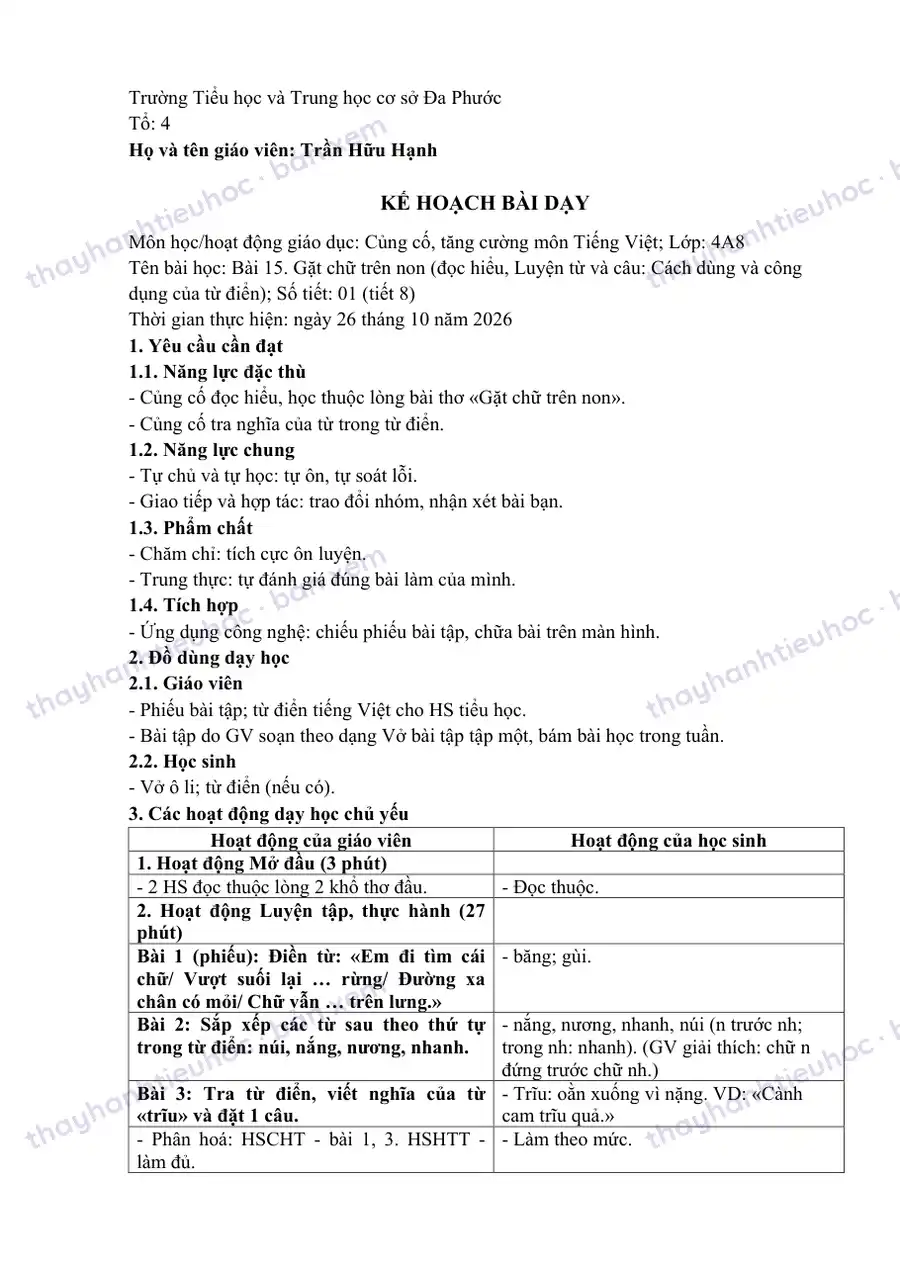 Trường Tiểu học và Trung học cơ sở Đa Phước
Tổ: 4
Họ và tên giáo viên: Trần Hữu Hạnh
KẾ HOẠCH BÀI DẠY
Môn học/hoạt động giáo dục: Củng cố, tăng cường môn Tiếng Việt; Lớp: 4A8
Tên bài học: Bài 15. Gặt chữ trên non (đọc hiểu, Luyện từ và câu: Cách dùng và công
dụng của từ điển); Số tiết: 01 (tiết 8)
Thời gian thực hiện: ngày 26 tháng 10 năm 2026
1. Yêu cầu cần đạt
1.1. Năng lực đặc thù
- Củng cố đọc hiểu, học thuộc lòng bài thơ «Gặt chữ trên non».
- Củng cố tra nghĩa của từ trong từ điển.
1.2. Năng lực chung
- Tự chủ và tự học: tự ôn, tự soát lỗi.
- Giao tiếp và hợp tác: trao đổi nhóm, nhận xét bài bạn.
1.3. Phẩm chất
- Chăm chỉ: tích cực ôn luyện.
- Trung thực: tự đánh giá đúng bài làm của mình.
1.4. Tích hợp
- Ứng dụng công nghệ: chiếu phiếu bài tập, chữa bài trên màn hình.
2. Đồ dùng dạy học
2.1. Giáo viên
- Phiếu bài tập; từ điển tiếng Việt cho HS tiểu học.
- Bài tập do GV soạn theo dạng Vở bài tập tập một, bám bài học trong tuần.
2.2. Học sinh
- Vở ô li; từ điển (nếu có).
3. Các hoạt động dạy học chủ yếu
Hoạt động của giáo viên
Hoạt động của học sinh
1. Hoạt động Mở đầu (3 phút)
- 2 HS đọc thuộc lòng 2 khổ thơ đầu.
- Đọc thuộc.
2. Hoạt động Luyện tập, thực hành (27
phút)
Bài 1 (phiếu): Điền từ: «Em đi tìm cái
chữ/ Vượt suối lại … rừng/ Đường xa
chân có mỏi/ Chữ vẫn … trên lưng.»
- băng; gùi.
Bài 2: Sắp xếp các từ sau theo thứ tự
trong từ điển: núi, nắng, nương, nhanh.
- nắng, nương, nhanh, núi (n trước nh;
trong nh: nhanh). (GV giải thích: chữ n
đứng trước chữ nh.)
Bài 3: Tra từ điển, viết nghĩa của từ
«trĩu» và đặt 1 câu.
- Trĩu: oằn xuống vì nặng. VD: «Cành
cam trĩu quả.»
- Phân hoá: HSCHT - bài 1, 3. HSHTT -
làm đủ.
- Làm theo mức.
thayhanhtieuhoc · bản xem
thayhanhtieuhoc · b
thayhanhtieuhoc · bản xem
thayhanhtieuhoc · b
thayhanhtieuhoc · bản xem
thayhanhtieuhoc · b